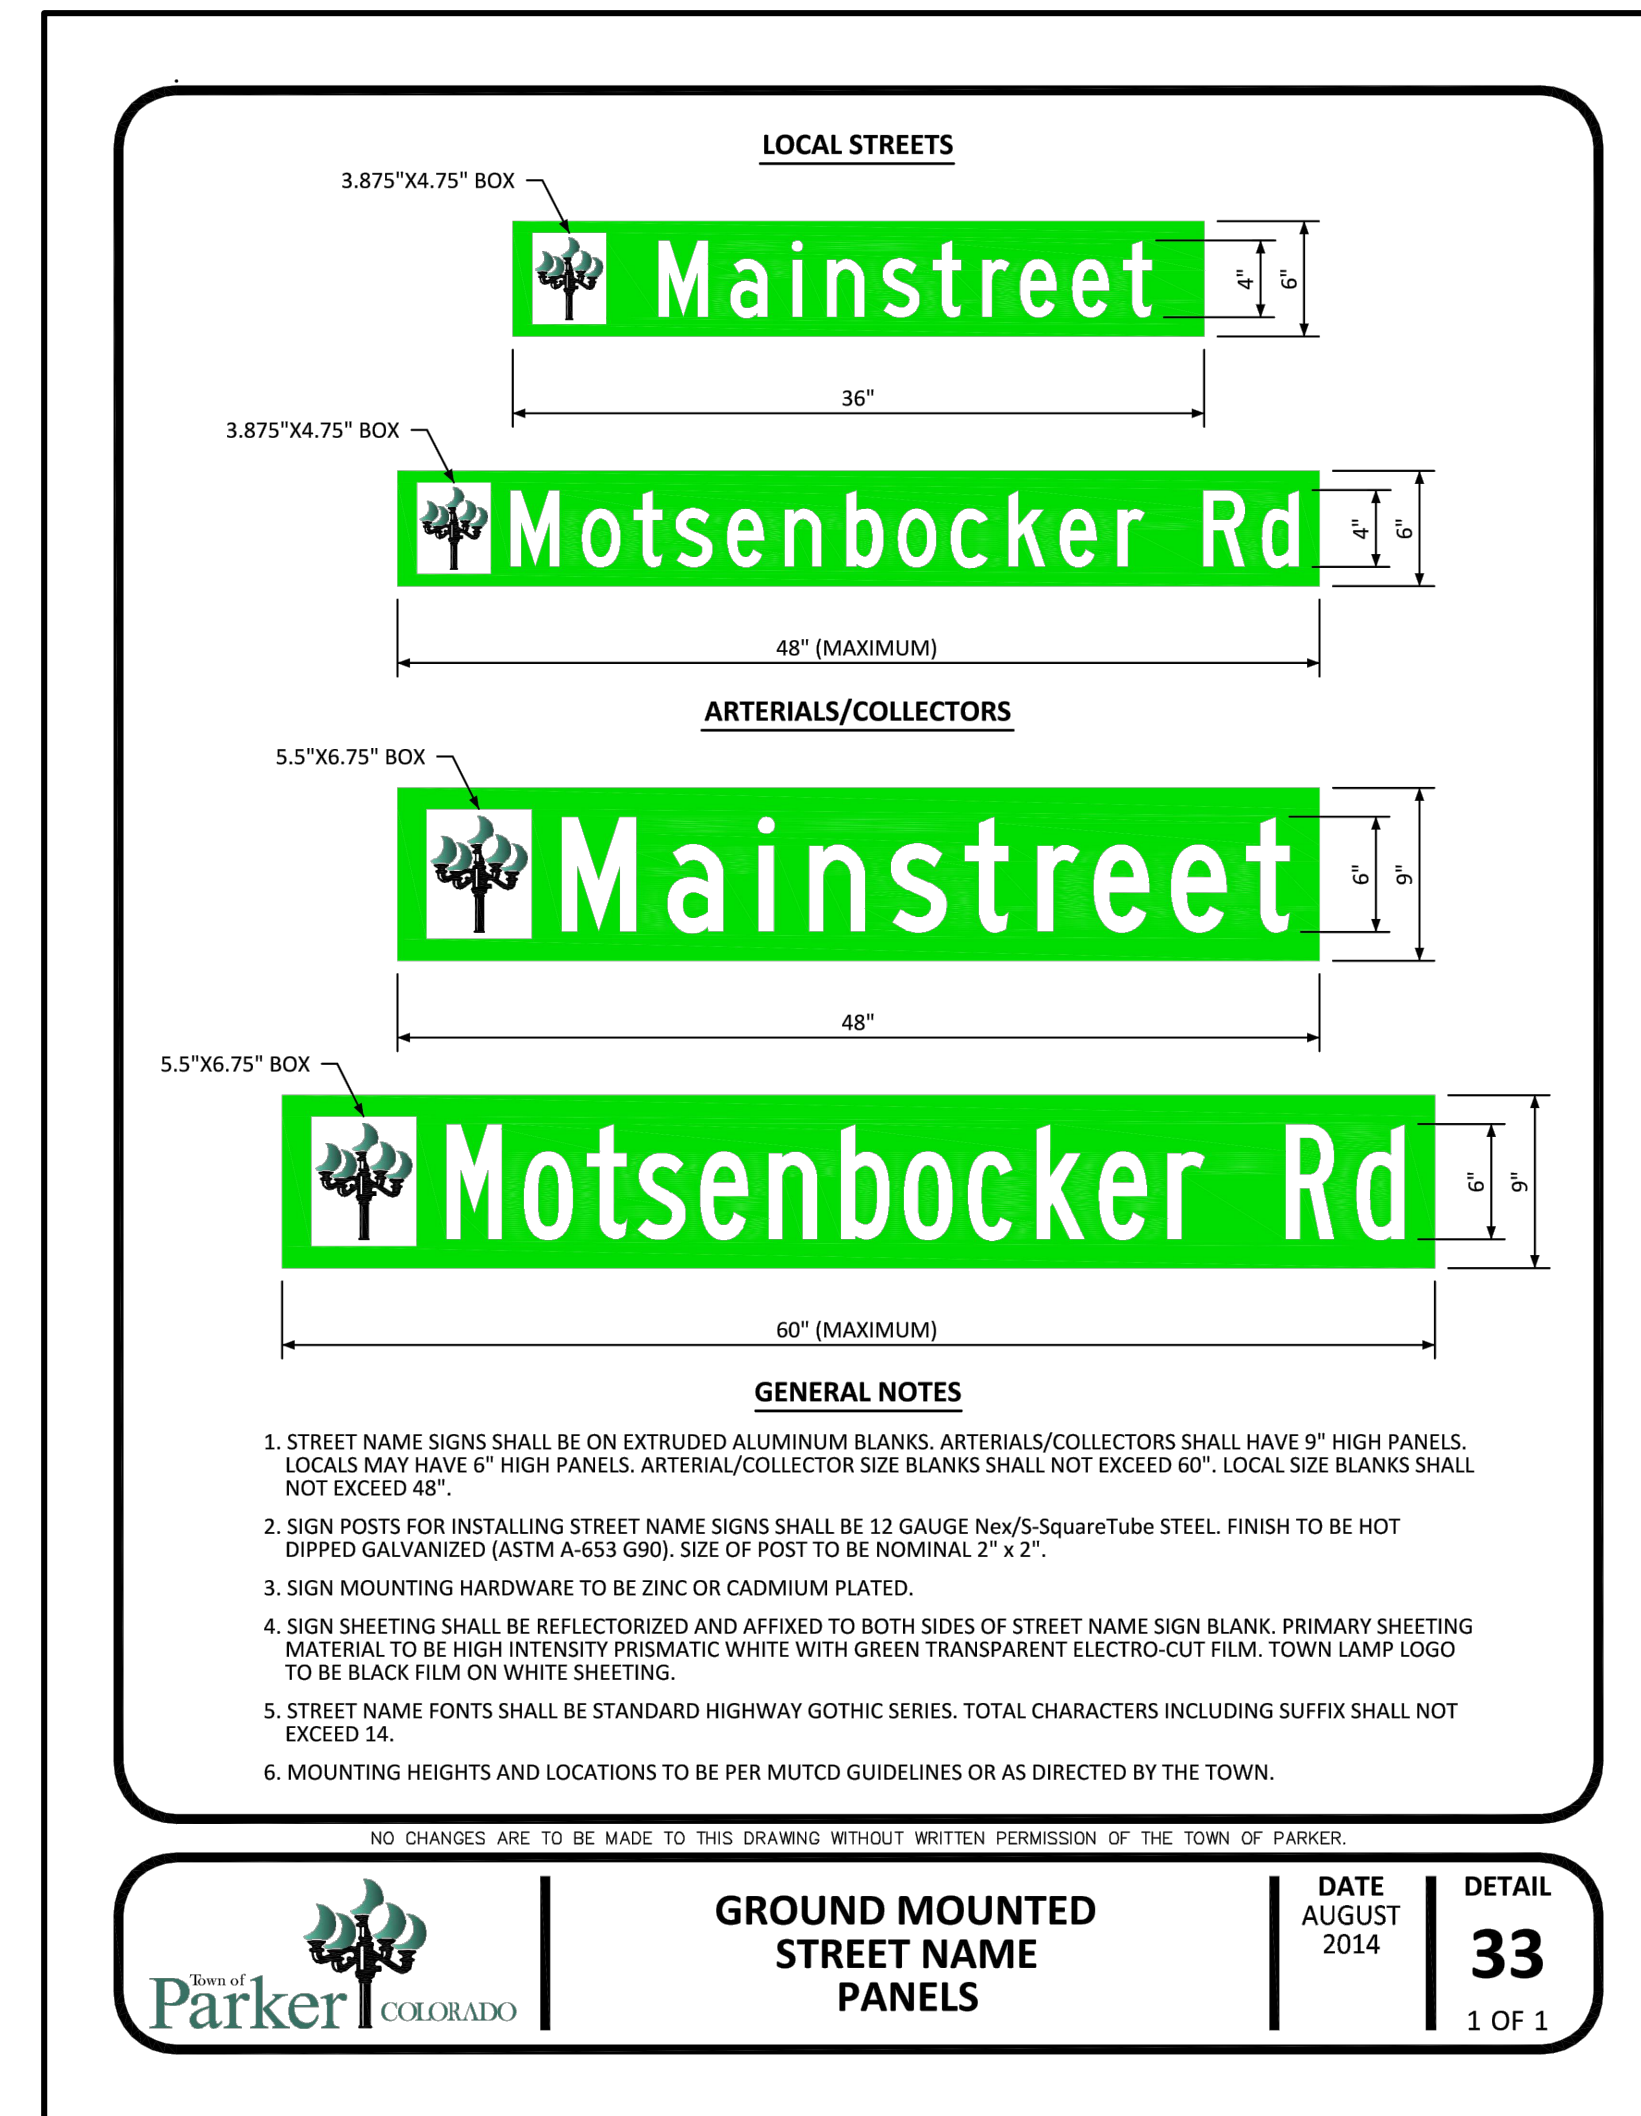 LOCAL STREETS
3.875"X4.75" BOX
Mainstreet
4"
6"
36"
3.875"X4.75" BOX
Motsenbocker Rd
4"
6"
48" (MAXIMUM)
ARTERIALS/COLLECTORS
5.5"X6.75" BOX
Mainstreet
6"
9"
48"
5.5"X6.75" BOX
Motsenbocker Rd
6"
9"
60" (MAXIMUM)
GENERAL NOTES
1. STREET NAME SIGNS SHALL BE ON EXTRUDED ALUMINUM BLANKS. ARTERIALS/COLLECTORS SHALL HAVE 9" HIGH PANELS.
LOCALS MAY HAVE 6" HIGH PANELS. ARTERIAL/COLLECTOR SIZE BLANKS SHALL NOT EXCEED 60". LOCAL SIZE BLANKS SHALL
NOT EXCEED 48".
2. SIGN POSTS FOR INSTALLING STREET NAME SIGNS SHALL BE 12 GAUGE Nex/S-SquareTube STEEL. FINISH TO BE HOT
DIPPED GALVANIZED (ASTM A-653 G90). SIZE OF POST TO BE NOMINAL 2" x 2".
3. SIGN MOUNTING HARDWARE TO BE ZINC OR CADMIUM PLATED.
4. SIGN SHEETING SHALL BE REFLECTORIZED AND AFFIXED TO BOTH SIDES OF STREET NAME SIGN BLANK. PRIMARY SHEETING
MATERIAL TO BE HIGH INTENSITY PRISMATIC WHITE WITH GREEN TRANSPARENT ELECTRO-CUT FILM. TOWN LAMP LOGO
TO BE BLACK FILM ON WHITE SHEETING.
5. STREET NAME FONTS SHALL BE STANDARD HIGHWAY GOTHIC SERIES. TOTAL CHARACTERS INCLUDING SUFFIX SHALL NOT
EXCEED 14.
6. MOUNTING HEIGHTS AND LOCATIONS TO BE PER MUTCD GUIDELINES OR AS DIRECTED BY THE TOWN.
NO CHANGES ARE TO BE MADE TO THIS DRAWING WITHOUT WRITTEN PERMISSION OF THE TOWN OF PARKER.
Town of
Parker
COLORADO
GROUND MOUNTED
STREET NAME
PANELS
DATE
AUGUST
2014
DETAIL
33
1 OF 1